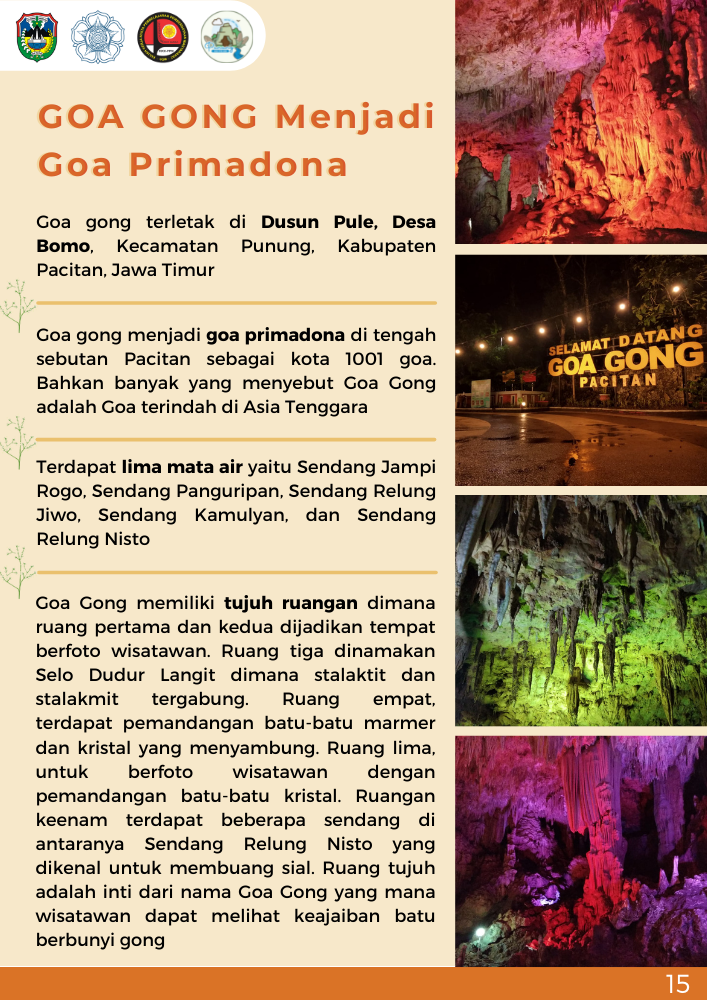 GOA GONG Menjadi
Goa Primadona
Goa gong terletak di Dusun Pule, Desa
Bomo, Kecamatan Punung, Kabupaten
Pacitan, Jawa Timur
Goa gong menjadi goa primadona di tengah
sebutan Pacitan sebagai kota 1001 goa.
Bahkan banyak yang menyebut Goa Gong
adalah Goa terindah di Asia Tenggara
Terdapat lima mata air yaitu Sendang Jampi
Rogo, Sendang Panguripan, Sendang Relung
Jiwo, Sendang Kamulyan, dan Sendang
Relung Nisto
Goa Gong memiliki tujuh ruangan dimana
ruang pertama dan kedua dijadikan tempat
berfoto wisatawan. Ruang tiga dinamakan
Selo Dudur Langit dimana stalaktit dan
stalakmit tergabung. Ruang empat,
terdapat pemandangan batu-batu marmer
dan kristal yang menyambung. Ruang lima,
untuk berfoto wisatawan dengan
pemandangan batu-batu kristal. Ruangan
keenam terdapat beberapa sendang di
antaranya Sendang Relung Nisto yang
dikenal untuk membuang sial. Ruang tujuh
adalah inti dari nama Goa Gong yang mana
wisatawan dapat melihat keajaiban batu
berbunyi gong
SELAMAT DATANG
GOA GONG
PACITAN
15